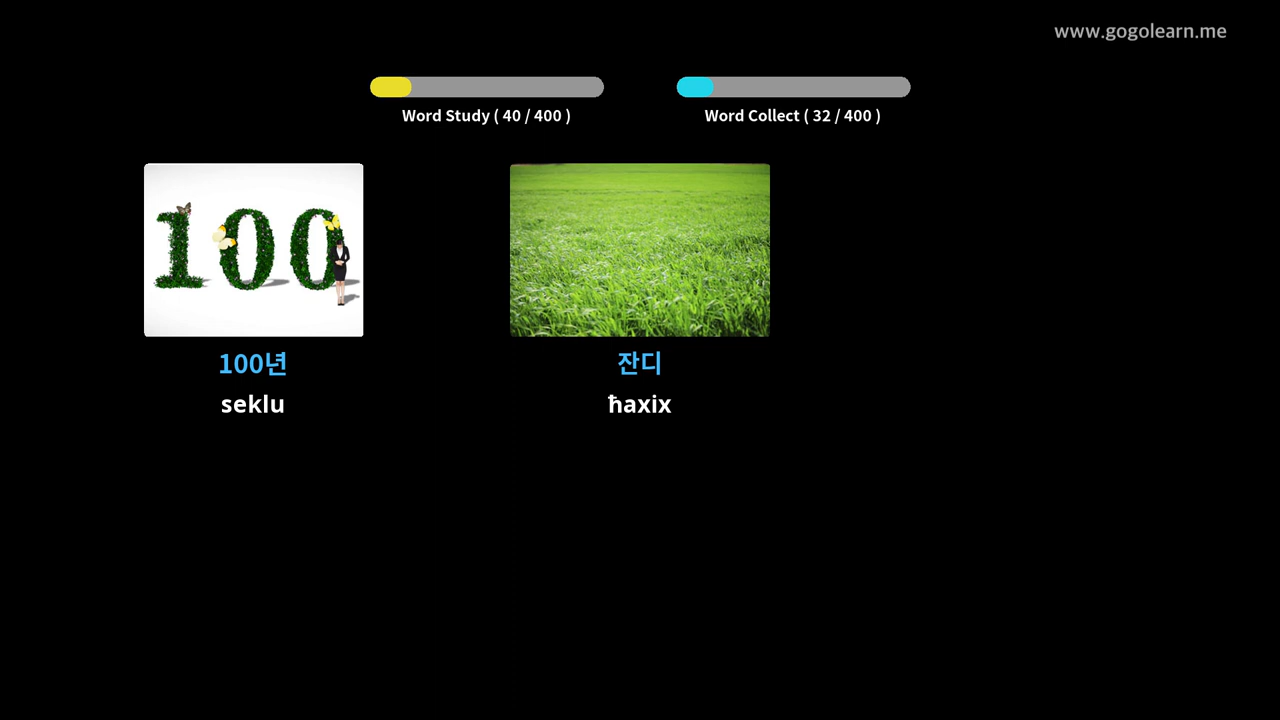 www.gogolearn.me
Word Study ( 40 / 400 )
Word Collect ( 32 / 400 )
100
100년
seklu
잔디
ħaxix